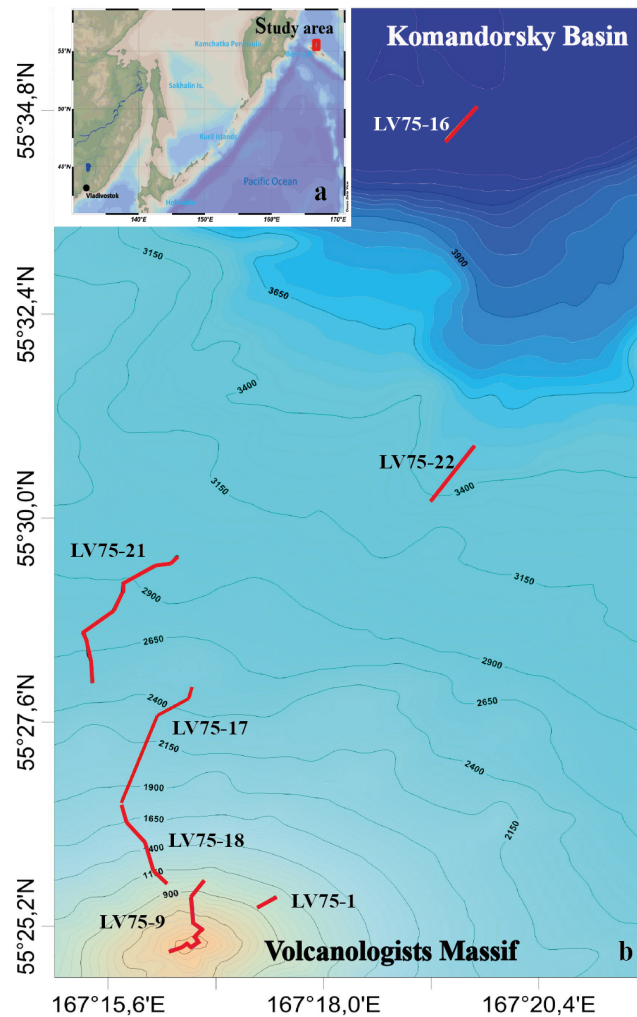 Study area
Komandorsky Basin
Kamchatka Peninsula
55°N
50°N
45°N
Sakhalin Is.
Kuril Islands
Pacific Ocean
Vladivostok
a
140°E
150°E
160°E
170°E
55°34,8'N
LV75-16
3150
3900
3650
55°32,4'N
3400
LV75-22
3400
3150
55°30,0'N
LV75-21
3150
2900
2650
2900
2650
55°27,6'N
2400
LV75-17
2150
2400
1900
2150
1650
LV75-18
1400
1150
900
LV75-1
LV75-9
55°25,2'N
Volcanologists Massif
b
167°15,6'E
167°18,0'E
167°20,4'E